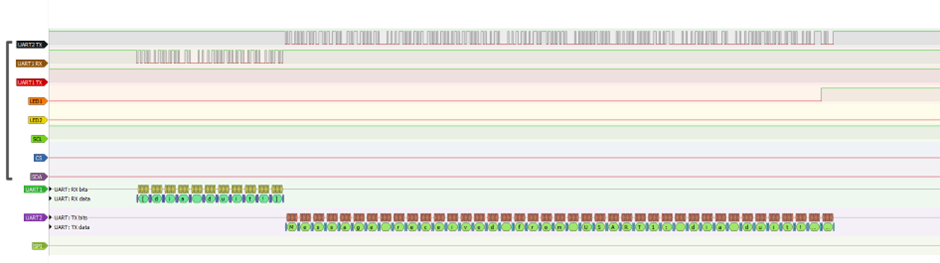 UART2 TX
UART1 RX
UART1 TX
LED1
LED2
SCL
CS
SDA
UART1 UART: RX bits
UART: RX data d i a d u i t !
UART2 UART: TX bits
UART: TX data M e s s a g e r e c e i v e d f r o m U S A R T 1 : d i a d u i t !
SPI